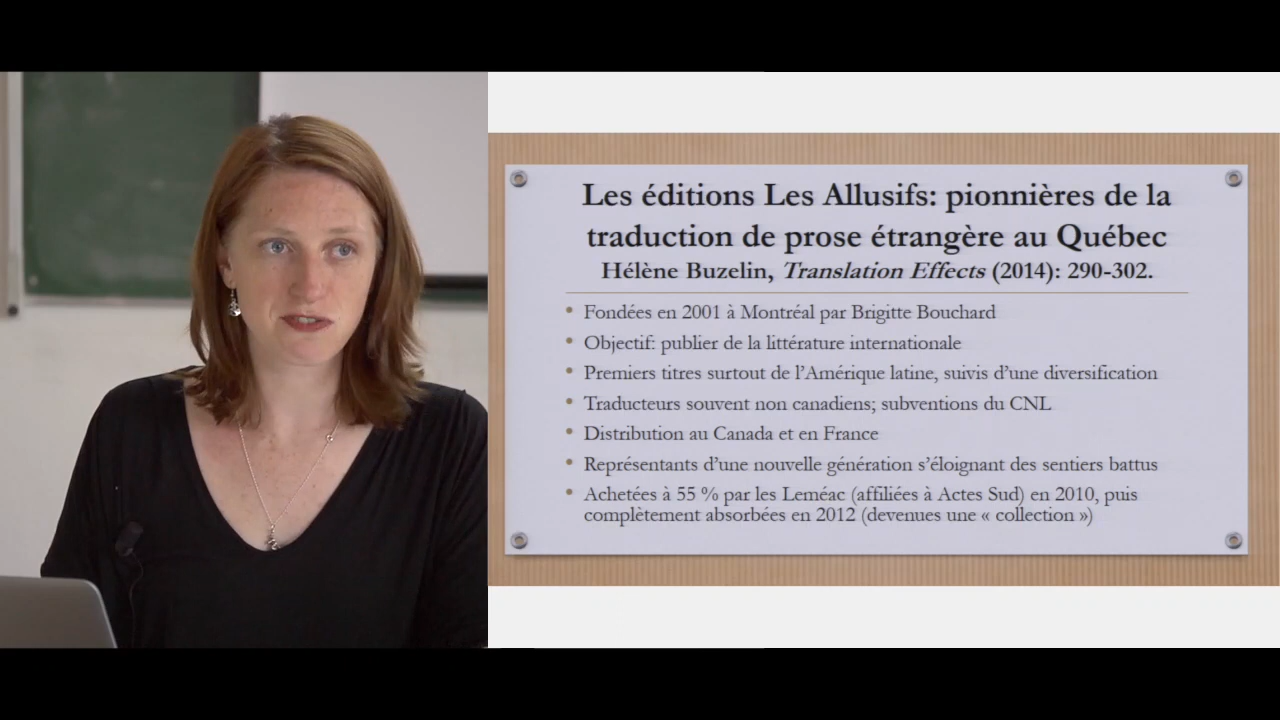 Les éditions Les Allusifs: pionnières de la
traduction de prose étrangère au Québec
Hélène Buzelin, Translation Effects (2014): 290-302.
• Fondées en 2001 à Montréal par Brigitte Bouchard
• Objectif: publier de la littérature internationale
• Premiers titres surtout de l’Amérique latine, suivis d’une diversification
• Traducteurs souvent non canadiens; subventions du CNL
• Distribution au Canada et en France
• Représentants d’une nouvelle génération s’éloignant des sentiers battus
• Achetées à 55 % par les Leméac (affiliées à Actes Sud) en 2010, puis
complètement absorbées en 2012 (devenues une « collection »)